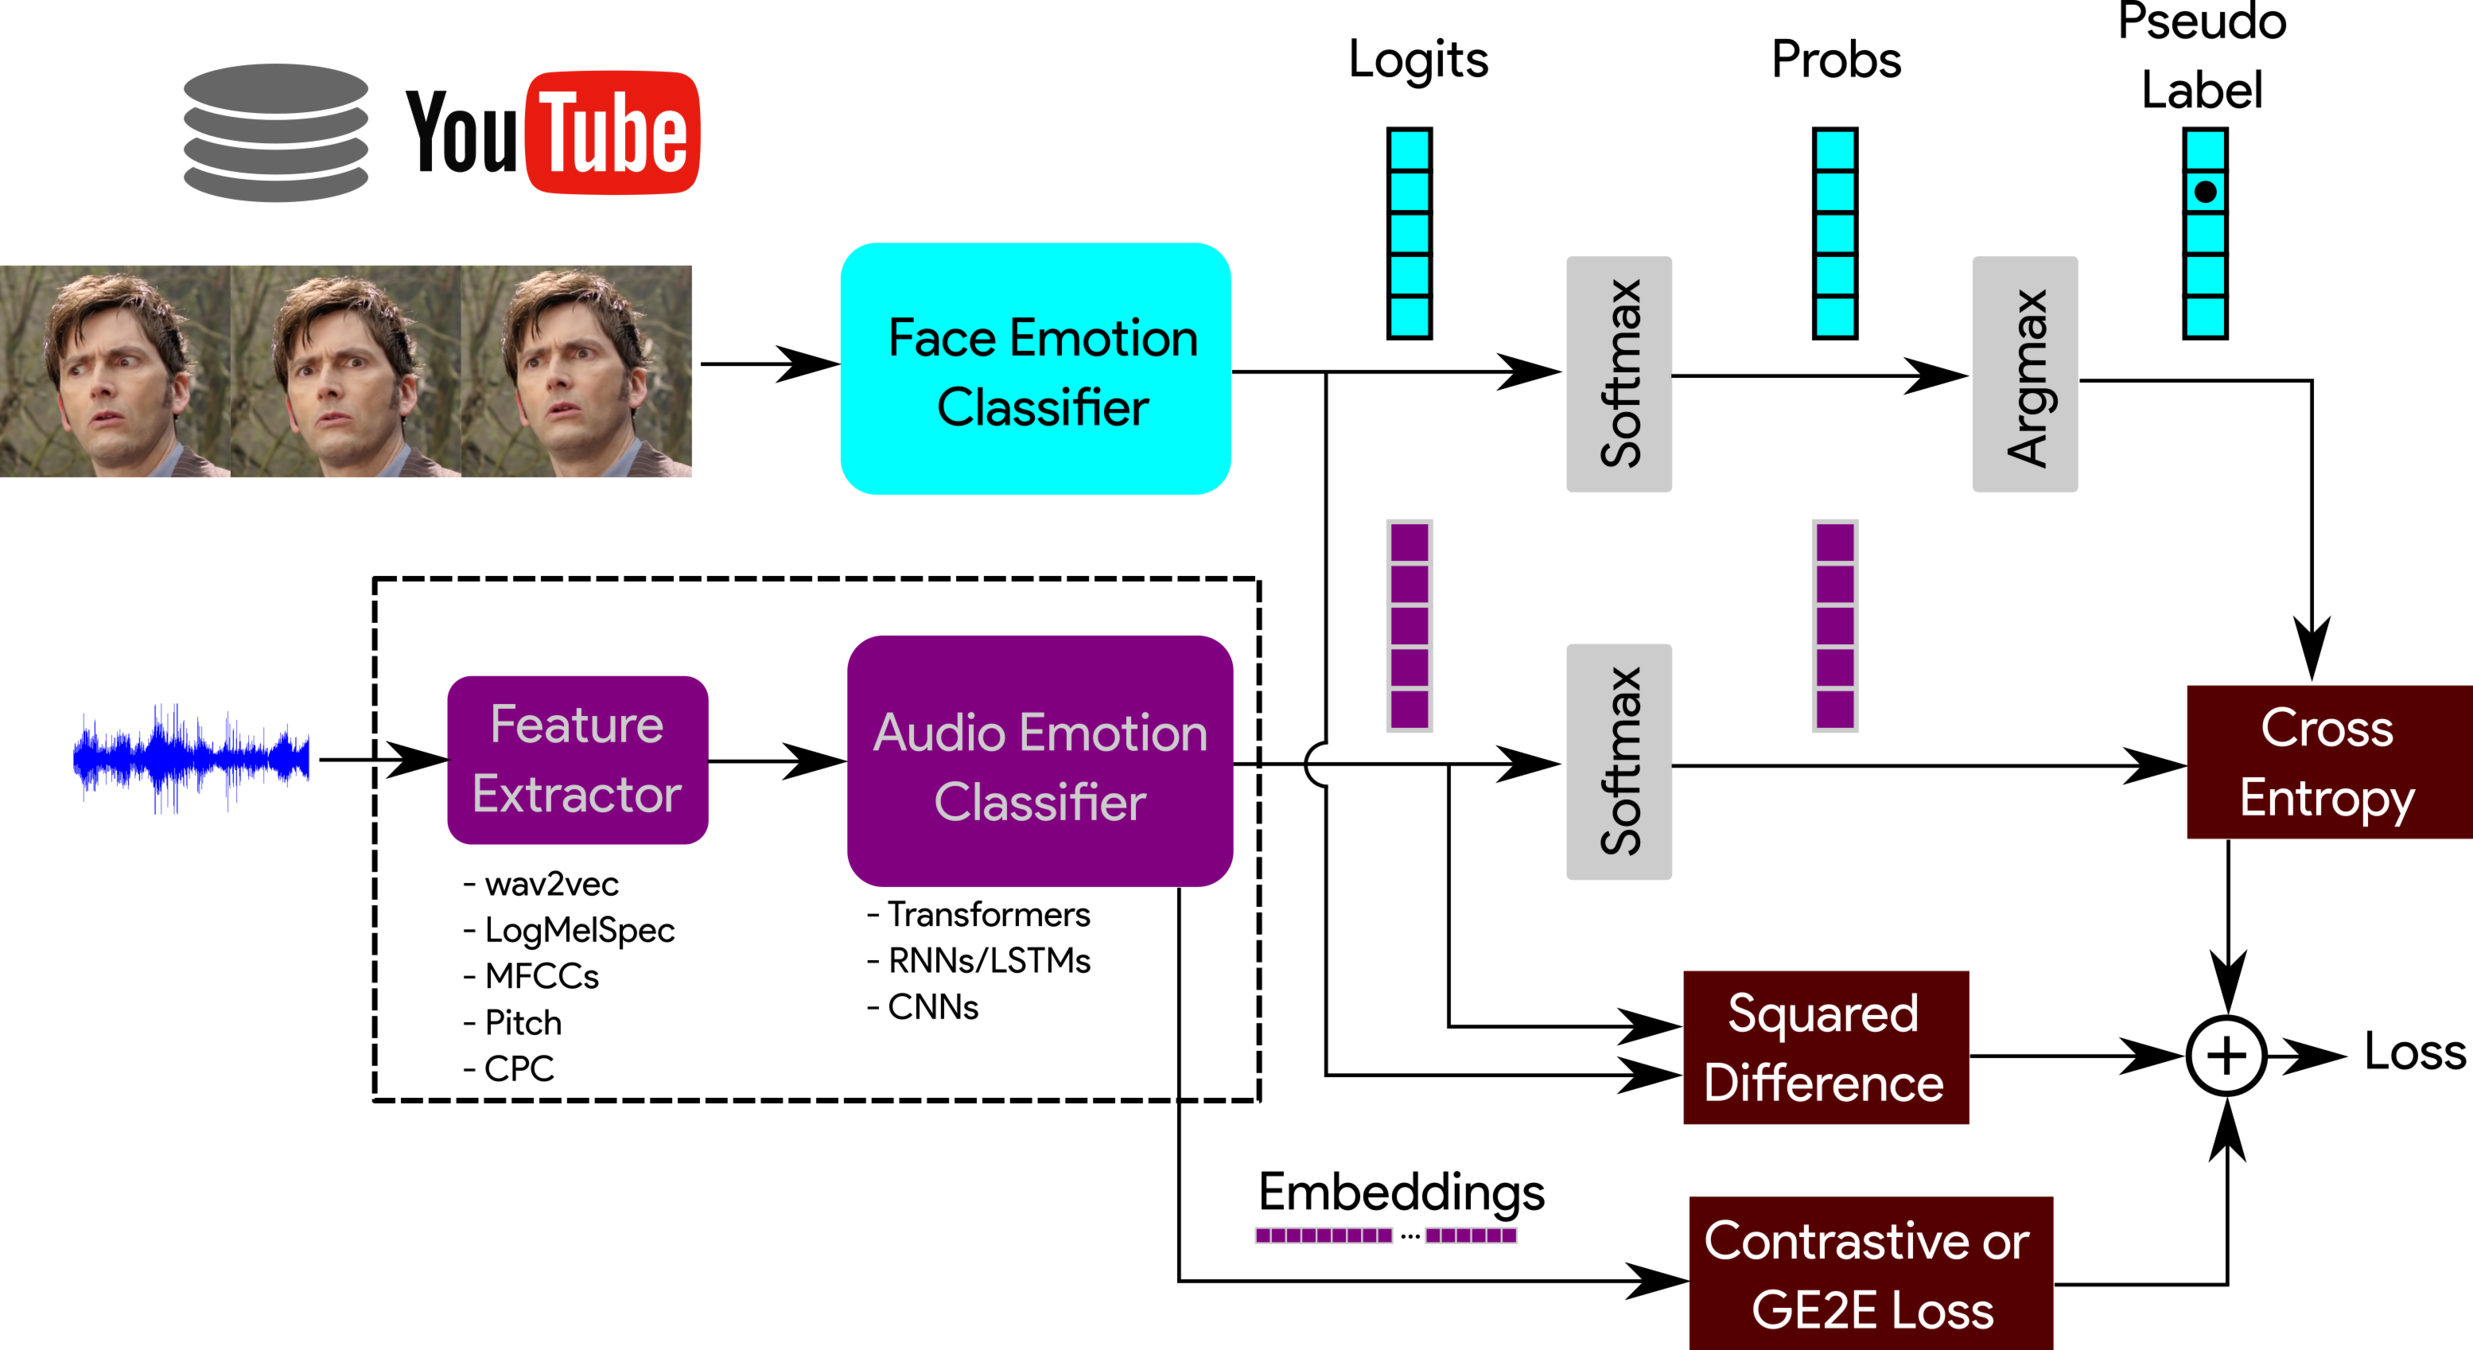 YouTube
Logits
Probs
Pseudo
Label
Face Emotion
Classifier
Softmax
Argmax
Feature
Extractor
- wav2vec
- LogMelSpec
- MFCCs
- Pitch
- CPC
Audio Emotion
Classifier
- Transformers
- RNNs/LSTMs
- CNNs
Softmax
Cross
Entropy
Squared
Difference
+
Loss
Embeddings
...
Contrastive or
GE2E Loss